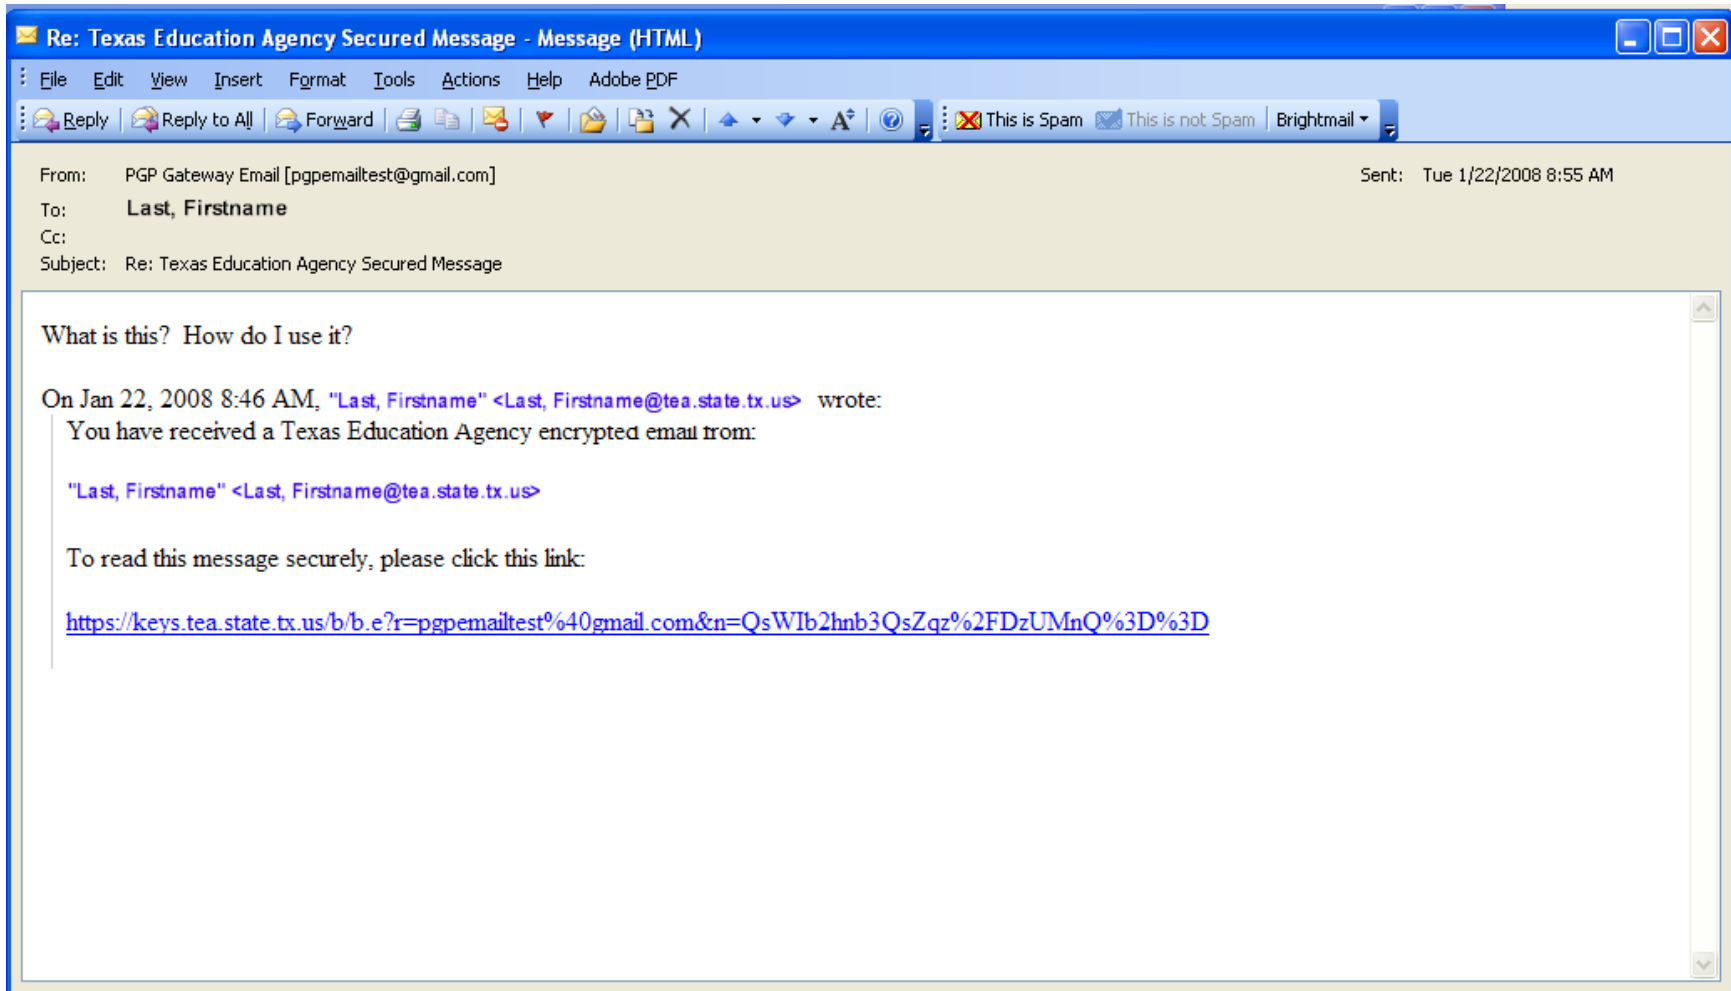 Re: Texas Education Agency Secured Message - Message (HTML)
File Edit View Insert Format Tools Actions Help Adobe PDF
Reply Reply to All Forward This is Spam This is not Spam Brightmail
From: PGP Gateway Email [pgpemailtest@gmail.com] Sent: Tue 1/22/2008 8:55 AM
To: Last, Firstname
Cc:
Subject: Re: Texas Education Agency Secured Message
What is this? How do I use it?
On Jan 22, 2008 8:46 AM, "Last, Firstname" <Last, Firstname@tea.state.tx.us> wrote:
You have received a Texas Education Agency encrypted email from:
"Last, Firstname" <Last, Firstname@tea.state.tx.us>
To read this message securely, please click this link:
https://keys.tea.state.tx.us/b/b.e?r=pgpemailtest%40gmail.com&n=QsWIb2hnb3QsZqz%2FDzUMnQ%3D%3D